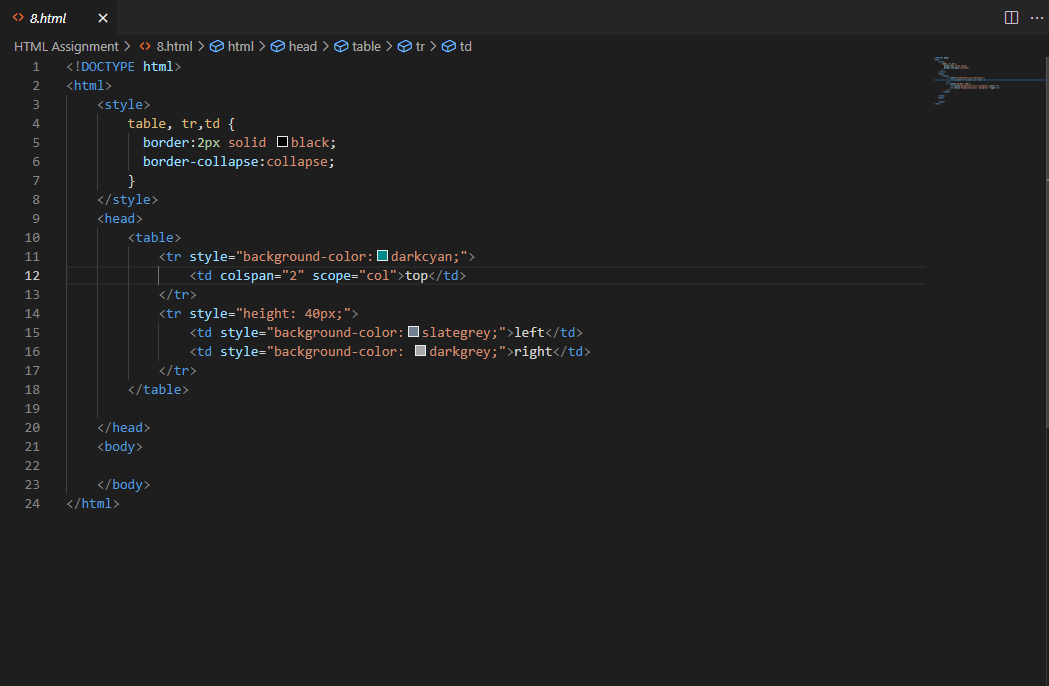 8.html
HTML Assignment > 8.html > html > head > table > tr > td
1 <!DOCTYPE html>
2 <html>
3 <style>
4 table, tr,td {
5 border:2px solid black;
6 border-collapse:collapse;
7 }
8 </style>
9 <head>
10 <table>
11 <tr style="background-color:darkcyan;">
12 <td colspan="2" scope="col">top</td>
13 </tr>
14 <tr style="height: 40px;">
15 <td style="background-color:slategrey;">left</td>
16 <td style="background-color: darkgrey;">right</td>
17 </tr>
18 </table>
19
20 </head>
21 <body>
22
23 </body>
24 </html>